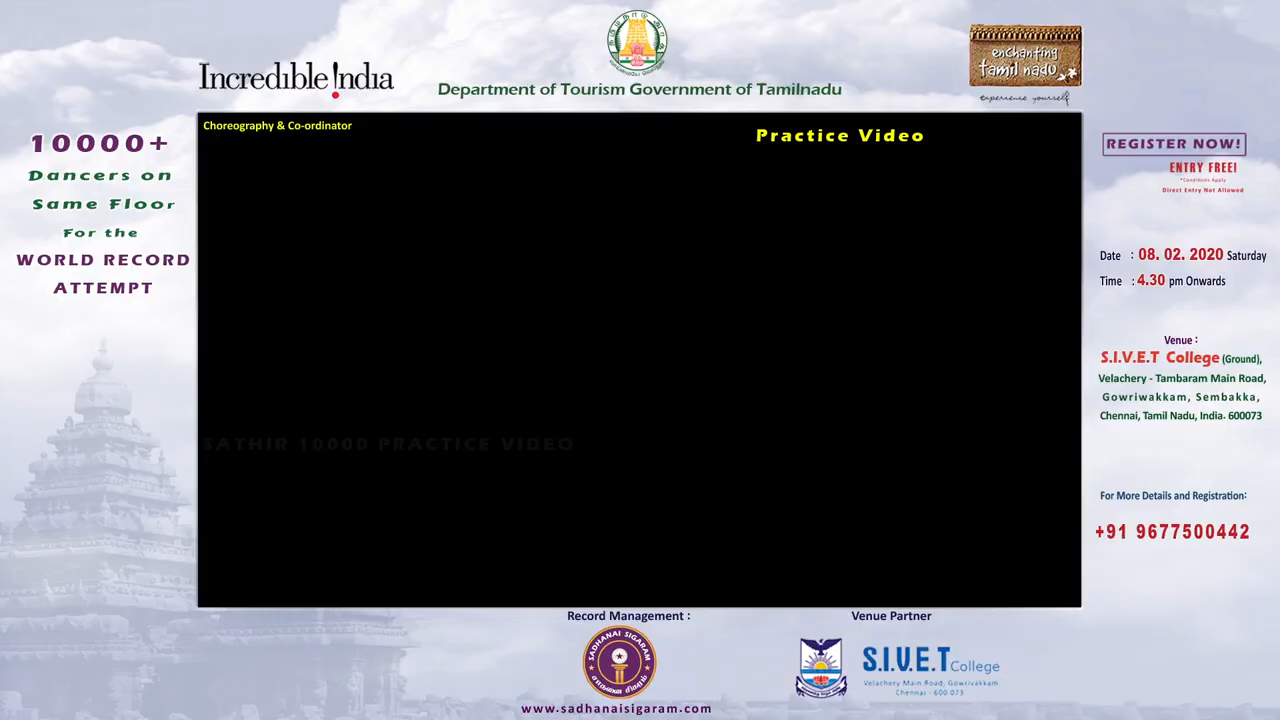 Incredible !ndia
Department of Tourism Government of Tamilnadu
enchanting
tamil nadu
experience yourself
10000+
Dancers on
Same Floor
For the
WORLD RECORD
ATTEMPT
Choreography & Co-ordinator
Practice Video
SATHIR 10000 PRACTICE VIDEO
REGISTER NOW!
ENTRY FREE!
*Conditions Apply
Direct Entry Not Allowed
Date : 08. 02. 2020 Saturday
Time : 4.30 pm Onwards
Venue :
S.I.V.E.T College (Ground),
Velachery - Tambaram Main Road,
Gowriwakkam, Sembakka,
Chennai, Tamil Nadu, India. 600073
For More Details and Registration:
+91 9677500442
Record Management :
SADHANAI SIGARAM
www.sadhanaisigaram.com
Venue Partner
S.I.V.E.T College
Velachery Main Road, Gowrivakkam
Chennai - 600 073